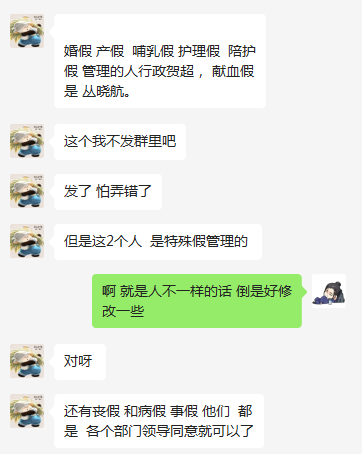 婚假 产假  哺乳假 护理假  陪护
假 管理的人行政贺超 ，献血假
是 丛晓航。
这个我不发群里吧
发了 怕弄错了
但是这2个人  是特殊假管理的
啊 就是人不一样的话 倒是好修
改一些
对呀
还有丧假 和病假 事假 他们  都
是  各个部门领导同意就可以了